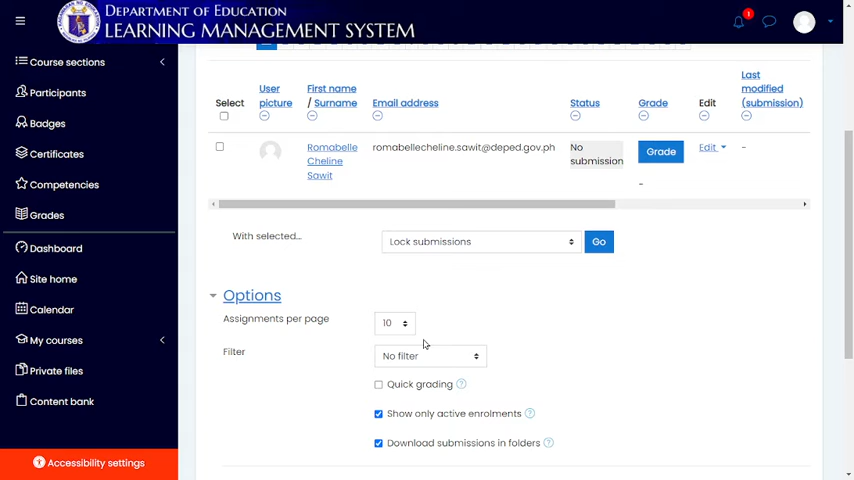 DEPARTMENT OF EDUCATION
LEARNING MANAGEMENT SYSTEM
1
Course sections
Participants
Badges
Certificates
Competencies
Grades
Dashboard
Site home
Calendar
My courses
Private files
Content bank
Accessibility settings
Select
User picture
First name / Surname
Email address
Status
Grade
Edit
Last modified (submission)
Romabelle Cheline Sawit
romabellecheline.sawit@deped.gov.ph
No submission
Grade
-
Edit
-
With selected...
Lock submissions
Go
Options
Assignments per page
10
Filter
No filter
Quick grading
Show only active enrolments
Download submissions in folders